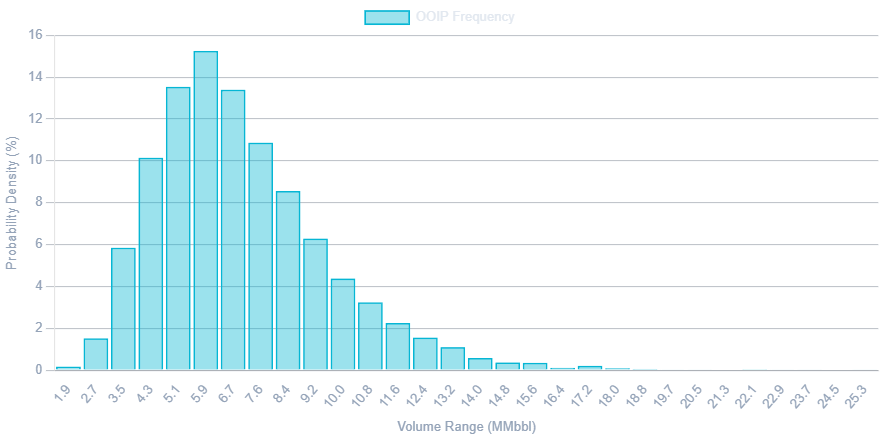 OOIP Frequency
Probability Density (%)
16
14
12
10
8
6
4
2
0
1.9 2.7 3.5 4.3 5.1 5.9 6.7 7.6 8.4 9.2 10.0 10.8 11.6 12.4 13.2 14.0 14.8 15.6 16.4 17.2 18.0 18.8 19.7 20.5 21.3 22.1 22.9 23.7 24.5 25.3
Volume Range (MMbbl)